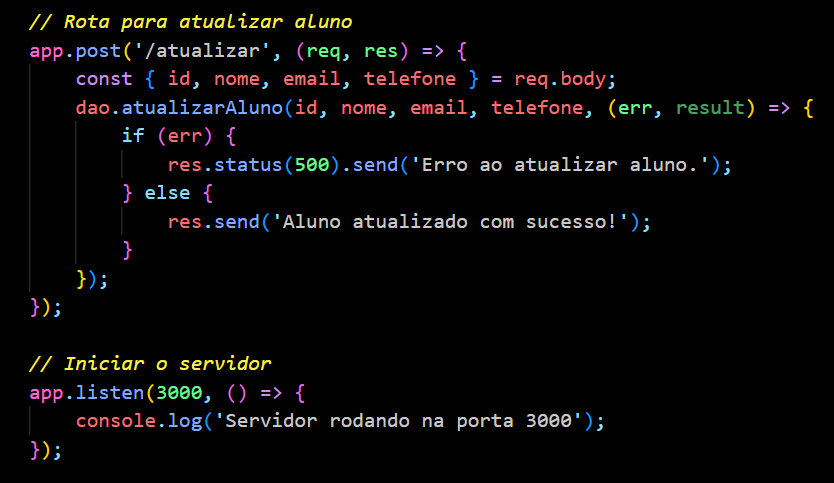 // Rota para atualizar aluno
app.post('/atualizar', (req, res) => {
    const { id, nome, email, telefone } = req.body;
    dao.atualizarAluno(id, nome, email, telefone, (err, result) => {
        if (err) {
            res.status(500).send('Erro ao atualizar aluno.');
        } else {
            res.send('Aluno atualizado com sucesso!');
        }
    });
});

// Iniciar o servidor
app.listen(3000, () => {
    console.log('Servidor rodando na porta 3000');
});